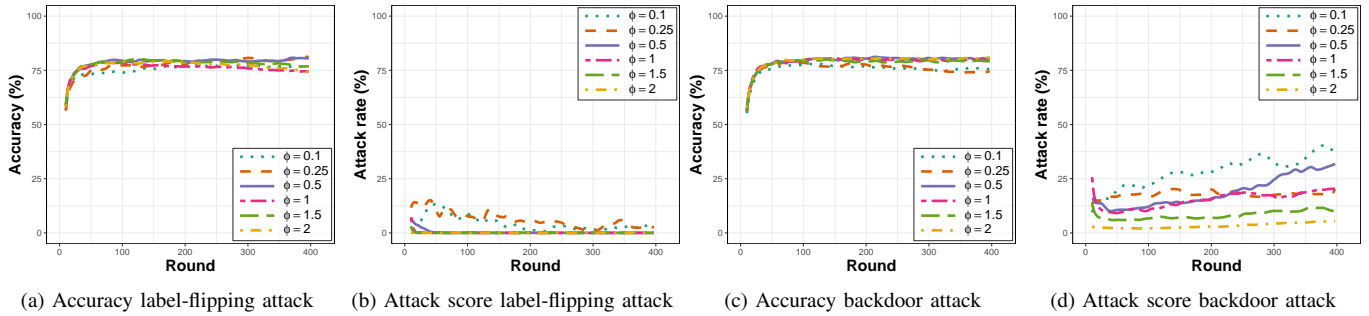 100
75
50
25
0
Accuracy (%)
0
100
200
300
400
Round
ϕ = 0.1
ϕ = 0.25
ϕ = 0.5
ϕ = 1
ϕ = 1.5
ϕ = 2
(a) Accuracy label-flipping attack
100
75
50
25
0
Attack rate (%)
0
100
200
300
400
Round
ϕ = 0.1
ϕ = 0.25
ϕ = 0.5
ϕ = 1
ϕ = 1.5
ϕ = 2
(b) Attack score label-flipping attack
100
75
50
25
0
Accuracy (%)
0
100
200
300
400
Round
ϕ = 0.1
ϕ = 0.25
ϕ = 0.5
ϕ = 1
ϕ = 1.5
ϕ = 2
(c) Accuracy backdoor attack
100
75
50
25
0
Attack rate (%)
0
100
200
300
400
Round
ϕ = 0.1
ϕ = 0.25
ϕ = 0.5
ϕ = 1
ϕ = 1.5
ϕ = 2
(d) Attack score backdoor attack